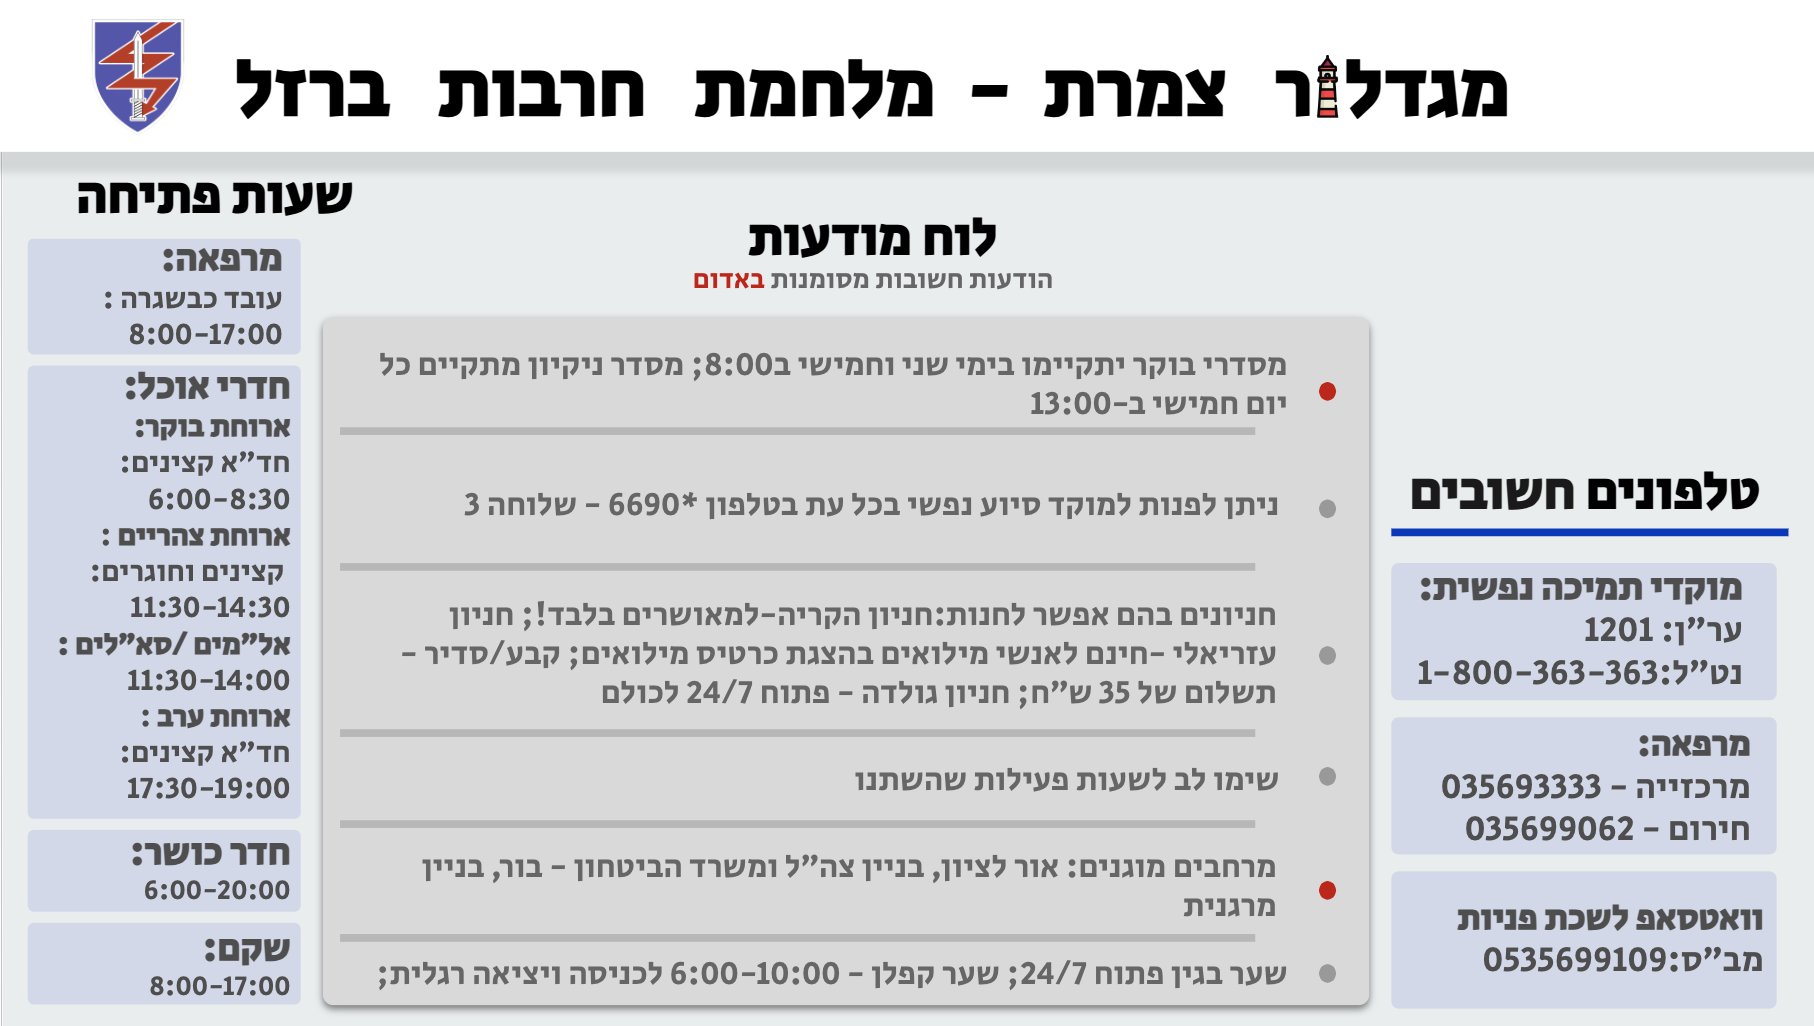 מגדלור צמרת - מלחמת חרבות ברזל
טלפונים חשובים
מוקדי תמיכה נפשית:
ער"ן: 1201
נט"ל:1-800-363-363
מרפאה:
מרכזייה - 035693333
חירום - 035699062
וואטסאפ לשכת פניות
מב"ס:0535699109
לוח מודעות
הודעות חשובות מסומנות באדום
מסדרי בוקר יתקיימו בימי שני וחמישי ב8:00; מסדר ניקיון מתקיים כל
יום חמישי ב-13:00
ניתן לפנות למוקד סיוע נפשי בכל עת בטלפון *6690 - שלוחה 3
חניונים בהם אפשר לחנות:חניון הקריה-למאושרים בלבד!; חניון
עזריאלי -חינם לאנשי מילואים בהצגת כרטיס מילואים; קבע/סדיר -
תשלום של 35 ש"ח; חניון גולדה - פתוח 24/7 לכולם
שימו לב לשעות פעילות שהשתנו
מרחבים מוגנים: אור לציון, בניין צה"ל ומשרד הביטחון - בור, בניין
מרגנית
שער בגין פתוח 24/7; שער קפלן - 6:00-10:00 לכניסה ויציאה רגלית;
שעות פתיחה
מרפאה:
עובד כבשגרה :
8:00-17:00
חדרי אוכל:
ארוחת בוקר:
חד"א קצינים:
6:00-8:30
ארוחת צהריים :
קצינים וחוגרים:
11:30-14:30
אל"מים /סא"לים :
11:30-14:00
ארוחת ערב :
חד"א קצינים:
17:30-19:00
חדר כושר:
6:00-20:00
שקם:
8:00-17:00